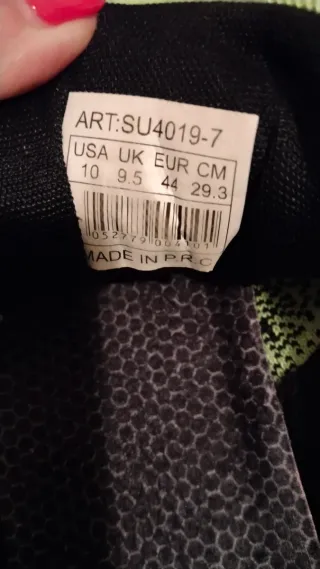 ART:SU4019-7
USA UK EUR CM
10 9.5 44 29.3
MADE IN P.R.C